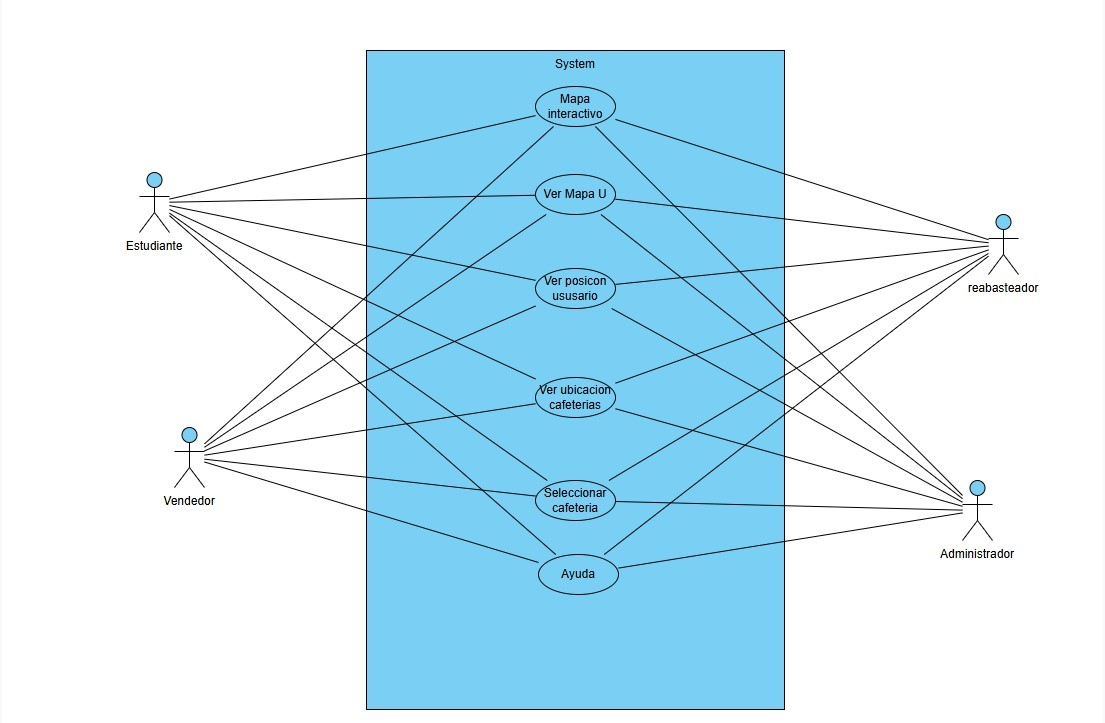 System
Mapa
interactivo
Ver Mapa U
Estudiante
Ver posicon
ususario
reabasteador
Ver ubicacion
cafeterias
Vendedor
Seleccionar
cafeteria
Administrador
Ayuda